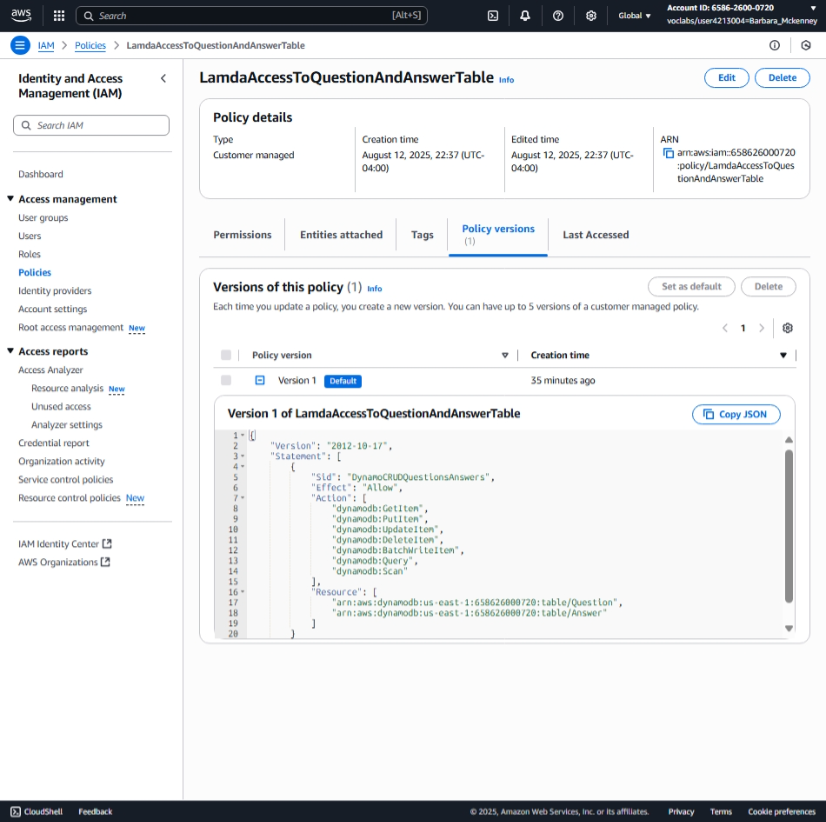 aws
Search
[Alt+S]
Global
Account ID: 6586-2600-0720
voclabs/user4213004=Barbara_Mckenney
IAM
Policies
LamdaAccessToQuestionAndAnswerTable
Identity and Access
Management (IAM)
Search IAM
Dashboard
Access management
User groups
Users
Roles
Policies
Identity providers
Account settings
Root access management New
Access reports
Access Analyzer
Resource analysis New
Unused access
Analyzer settings
Credential report
Organization activity
Service control policies
Resource control policies New
IAM Identity Center
AWS Organizations
LamdaAccessToQuestionAndAnswerTable Info
Edit
Delete
Policy details
Type
Customer managed
Creation time
August 12, 2025, 22:37 (UTC-
04:00)
Edited time
August 12, 2025, 22:37 (UTC-
04:00)
ARN
arn:aws:iam::658626000720
:policy/LamdaAccessToQues
tionAndAnswerTable
Permissions
Entities attached
Tags
Policy versions
(1)
Last Accessed
Versions of this policy (1) Info
Set as default
Delete
Each time you update a policy, you create a new version. You can have up to 5 versions of a customer managed policy.
1
Policy version
Creation time
Version 1 Default
35 minutes ago
Version 1 of LamdaAccessToQuestionAndAnswerTable
Copy JSON
1 {
2 "Version": "2012-10-17",
3 "Statement": [
4 {
5 "Sid": "DynamoCRUDQuestionsAnswers",
6 "Effect": "Allow",
7 "Action": [
8 "dynamodb:GetItem",
9 "dynamodb:PutItem",
10 "dynamodb:UpdateItem",
11 "dynamodb:DeleteItem",
12 "dynamodb:BatchWriteItem",
13 "dynamodb:Query",
14 "dynamodb:Scan"
15 ],
16 "Resource": [
17 "arn:aws:dynamodb:us-east-1:658626000720:table/Question",
18 "arn:aws:dynamodb:us-east-1:658626000720:table/Answer"
19 ]
20 }
CloudShell
Feedback
© 2025, Amazon Web Services, Inc. or its affiliates.
Privacy
Terms
Cookie preferences